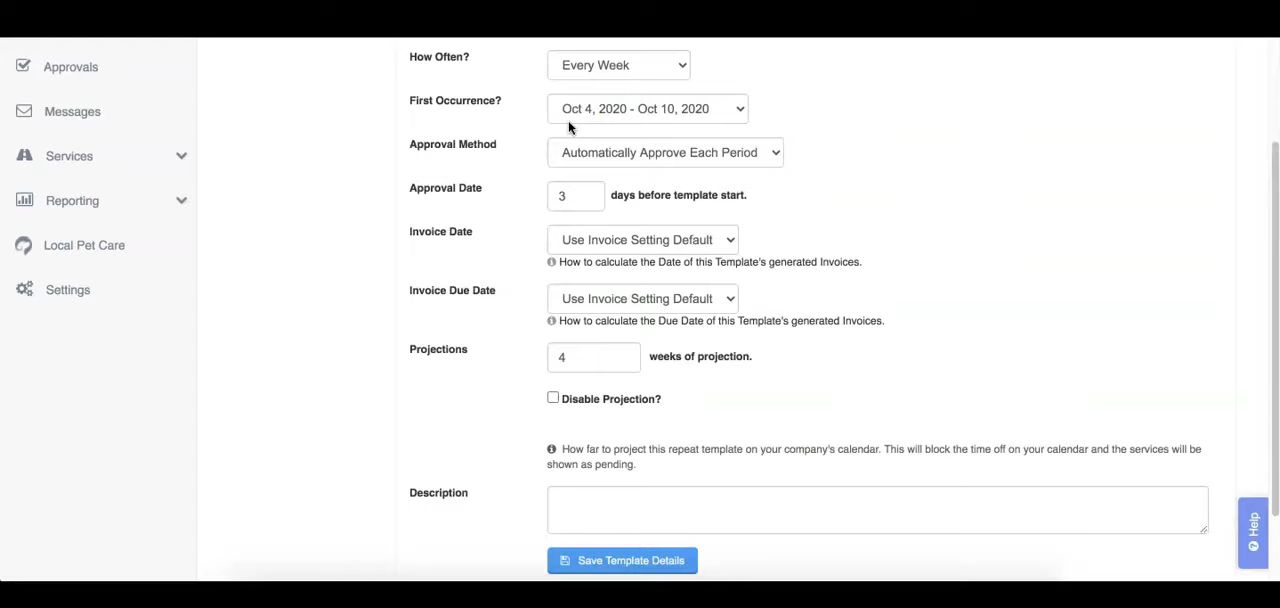 Approvals
Messages
Services
Reporting
Local Pet Care
Settings
How Often?
Every Week
First Occurrence?
Oct 4, 2020 - Oct 10, 2020
Approval Method
Automatically Approve Each Period
Approval Date
3 days before template start.
Invoice Date
Use Invoice Setting Default
How to calculate the Date of this Template's generated Invoices.
Invoice Due Date
Use Invoice Setting Default
How to calculate the Due Date of this Template's generated Invoices.
Projections
4 weeks of projection.
Disable Projection?
How far to project this repeat template on your company's calendar. This will block the time off on your calendar and the services will be
shown as pending.
Description
Save Template Details
Help